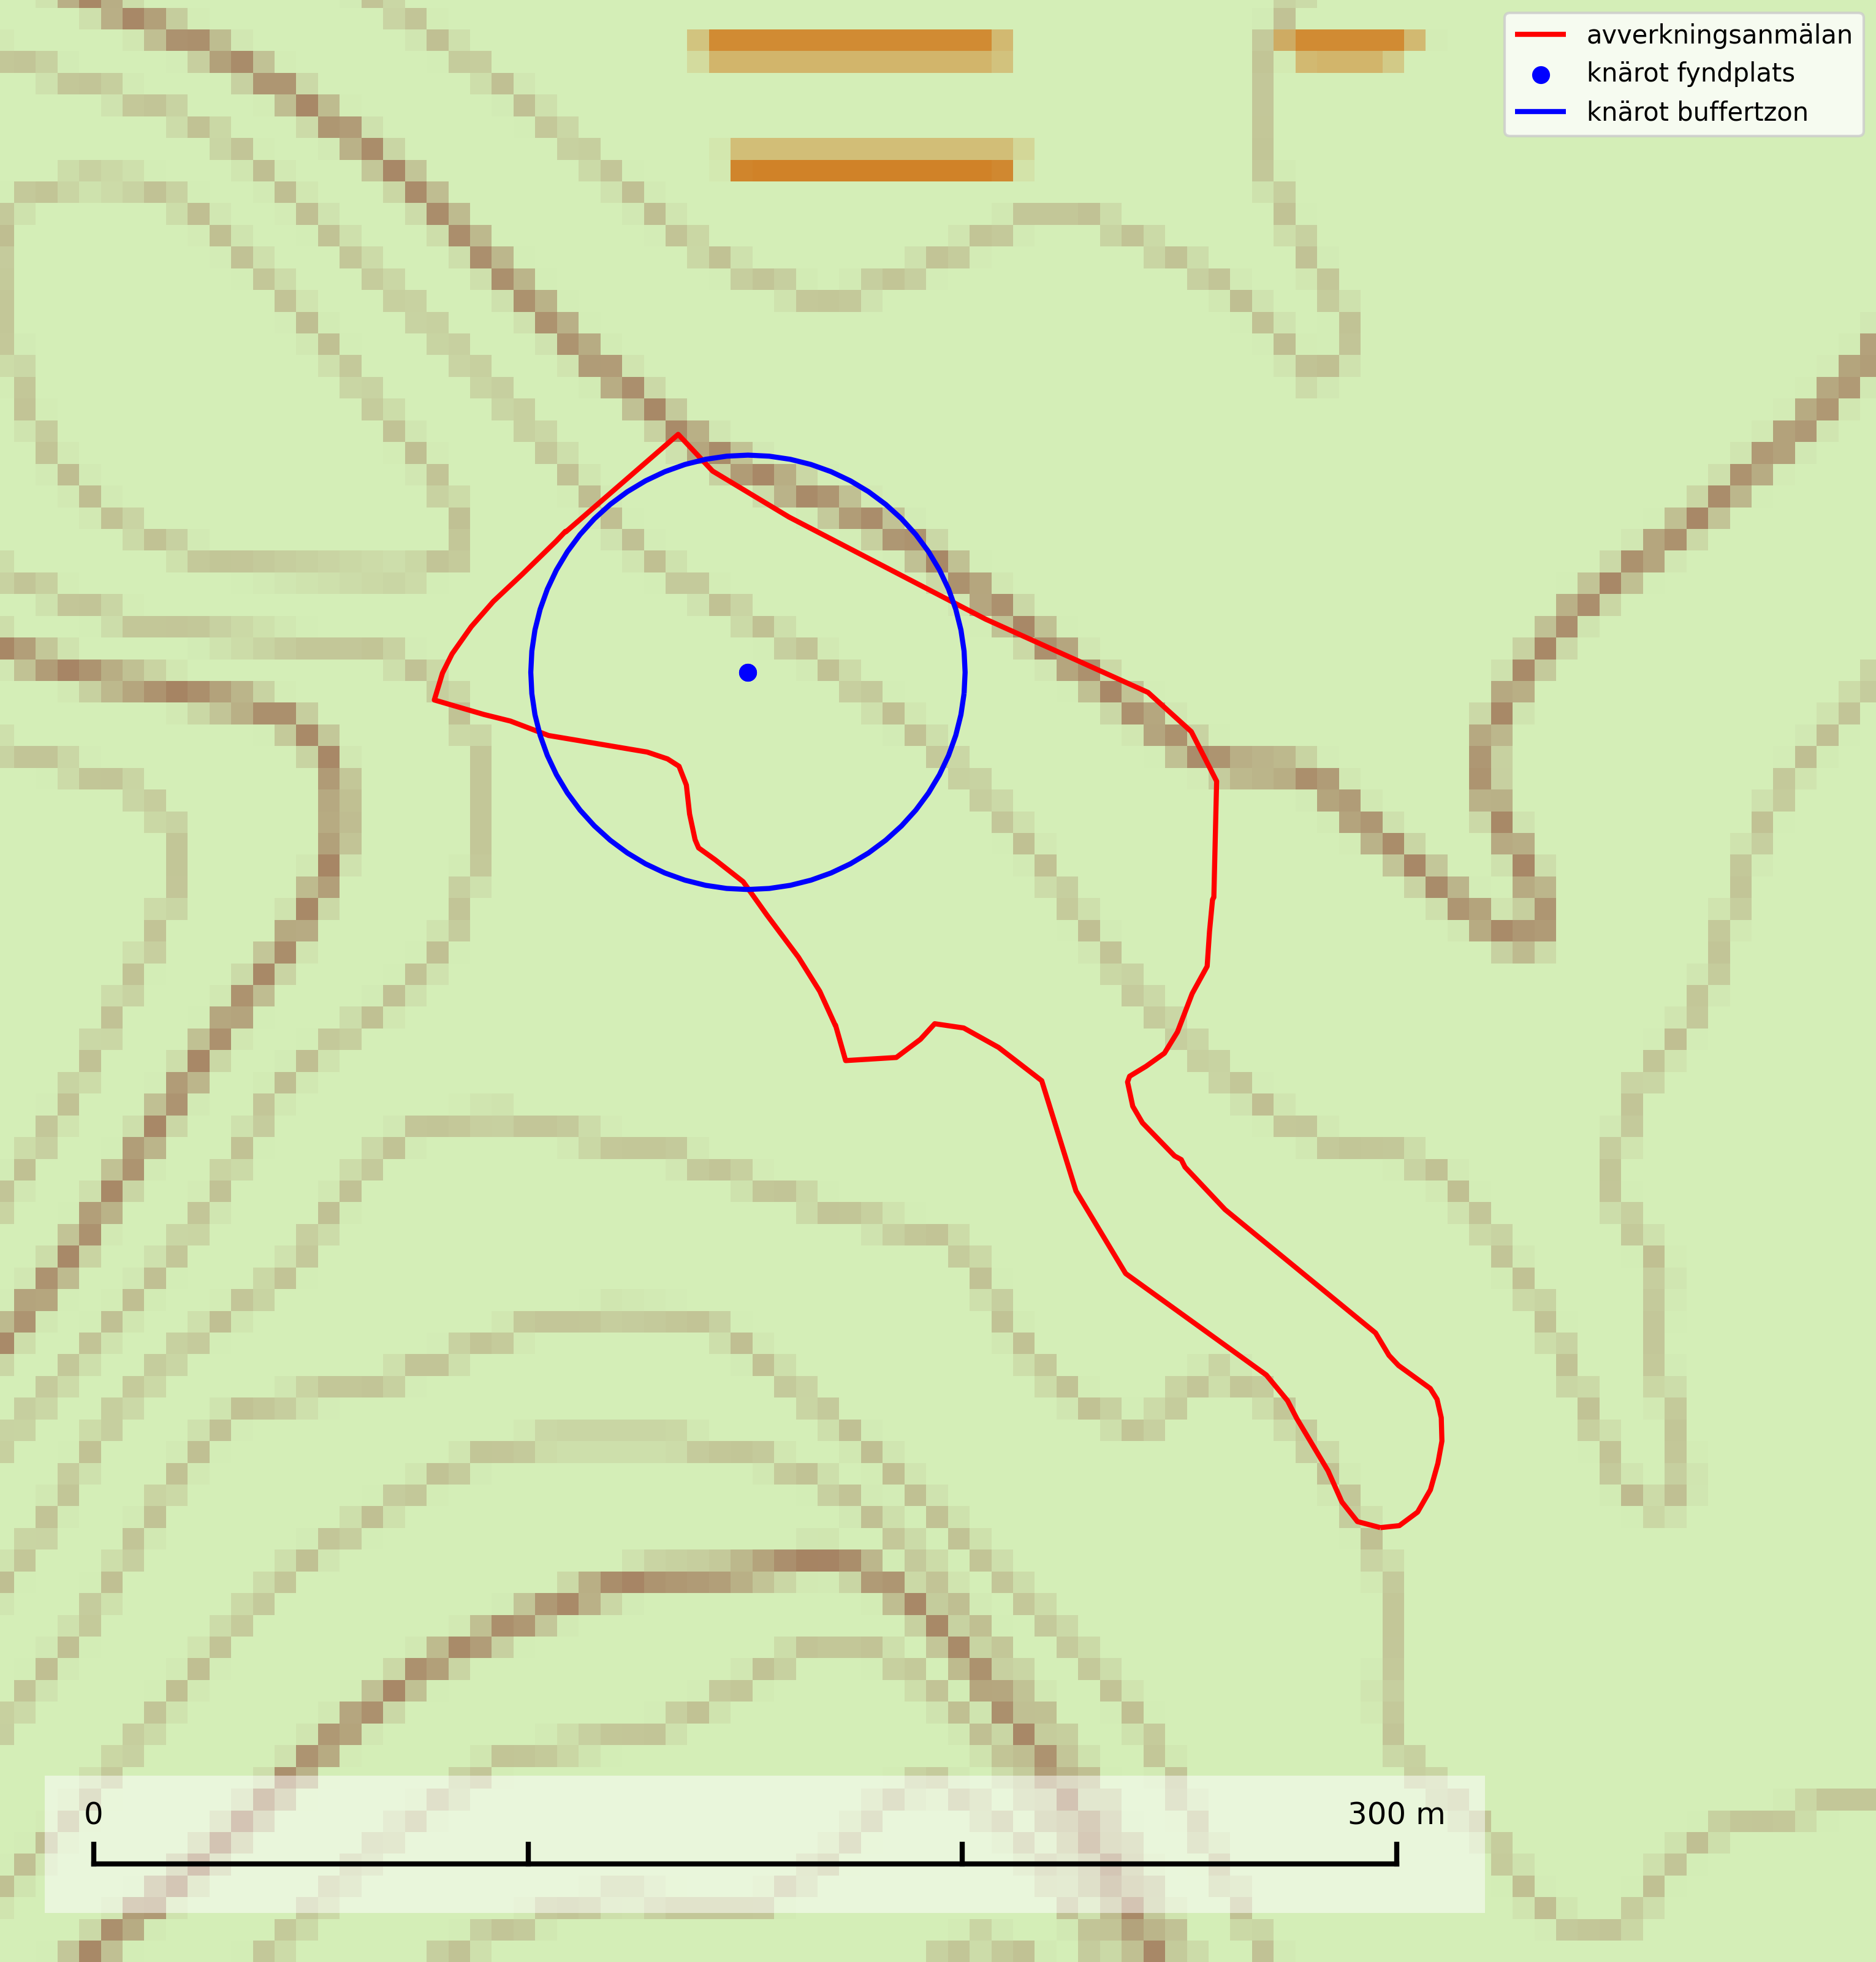 avverkningsanmälan
knärot fyndplats
knärot buffertzon
0 300 m